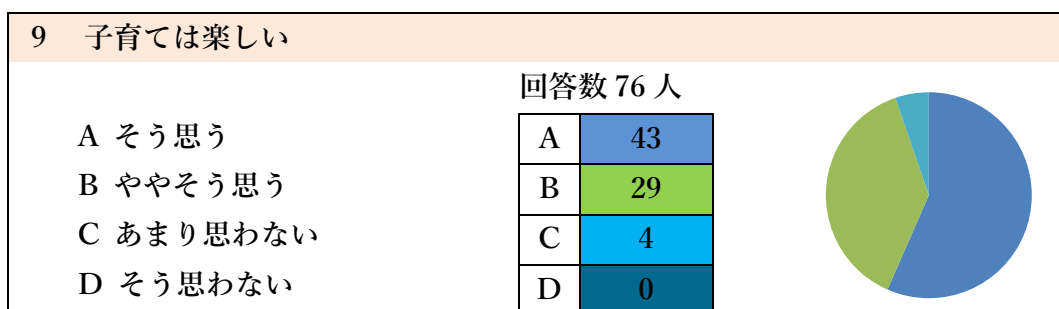 9 子育ては楽しい
回答数 76 人
A そう思う
B ややそう思う
C あまり思わない
D そう思わない
A 43
B 29
C 4
D 0